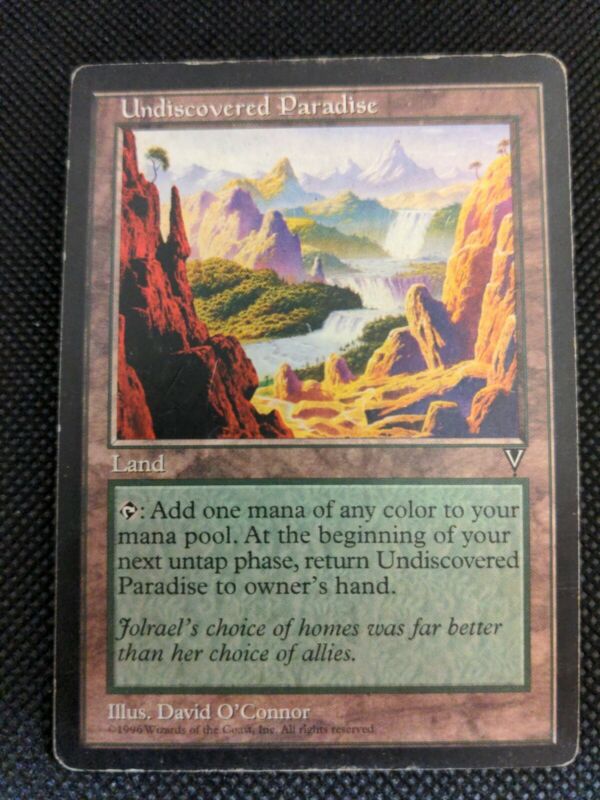 Undiscovered Paradise
Land
: Add one mana of any color to your
mana pool. At the beginning of your
next untap phase, return Undiscovered
Paradise to owner's hand.
Jolrael's choice of homes was far better
than her choice of allies.
Illus. David O'Connor
©1996 Wizards of the Coast, Inc. All rights reserved